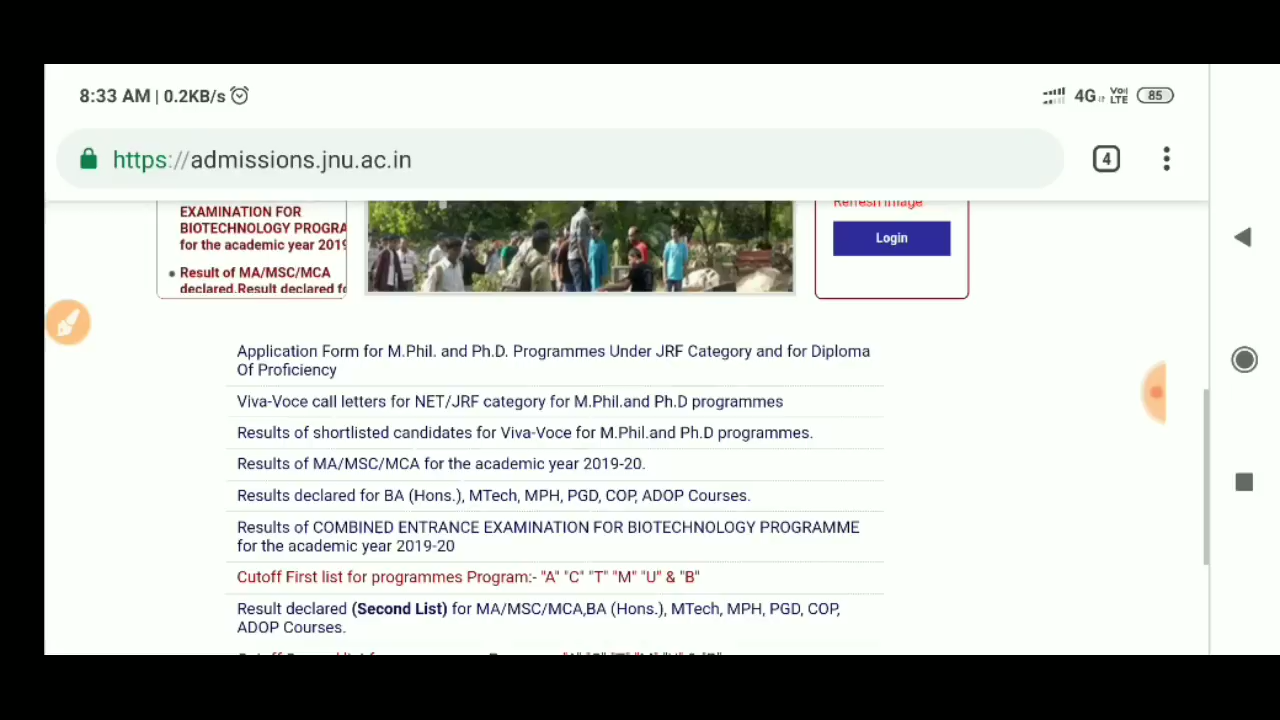 8:33 AM | 0.2KB/s
4G
Vo)
LTE
85
https://admissions.jnu.ac.in
4
EXAMINATION FOR
BIOTECHNOLOGY PROGRA
for the academic year 2019
• Result of MA/MSC/MCA
declared.Result declared fo
Refresh Image
Login
Application Form for M.Phil. and Ph.D. Programmes Under JRF Category and for Diploma
Of Proficiency
Viva-Voce call letters for NET/JRF category for M.Phil.and Ph.D programmes
Results of shortlisted candidates for Viva-Voce for M.Phil.and Ph.D programmes.
Results of MA/MSC/MCA for the academic year 2019-20.
Results declared for BA (Hons.), MTech, MPH, PGD, COP, ADOP Courses.
Results of COMBINED ENTRANCE EXAMINATION FOR BIOTECHNOLOGY PROGRAMME
for the academic year 2019-20
Cutoff First list for programmes Program:- "A" "C" "T" "M" "U" & "B"
Result declared (Second List) for MA/MSC/MCA,BA (Hons.), MTech, MPH, PGD, COP,
ADOP Courses.